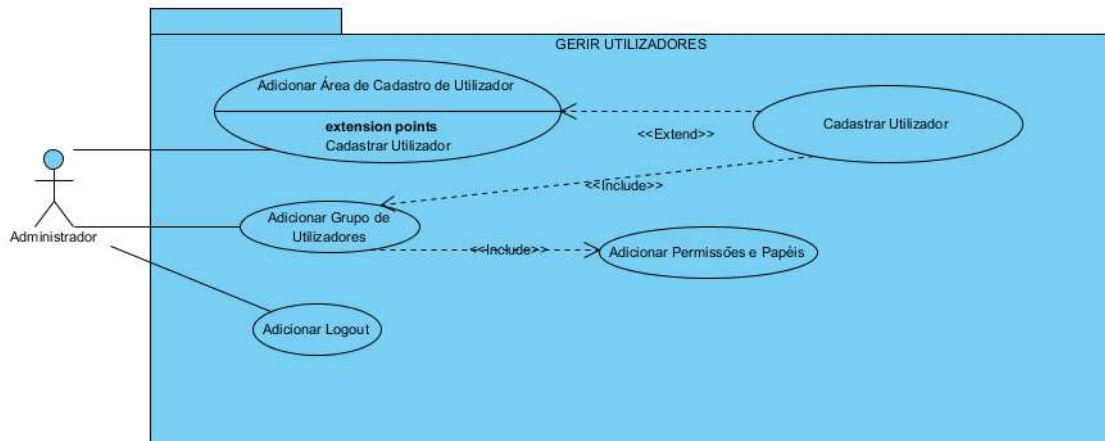 GERIR UTILIZADORES
Adicionar Área de Cadastro de Utilizador
extension points
Cadastrar Utilizador
<<Extend>>
Cadastrar Utilizador
<<Include>>
Administrador
Adicionar Grupo de
Utilizadores
<<Include>>
Adicionar Permissões e Papéis
Adicionar Logout